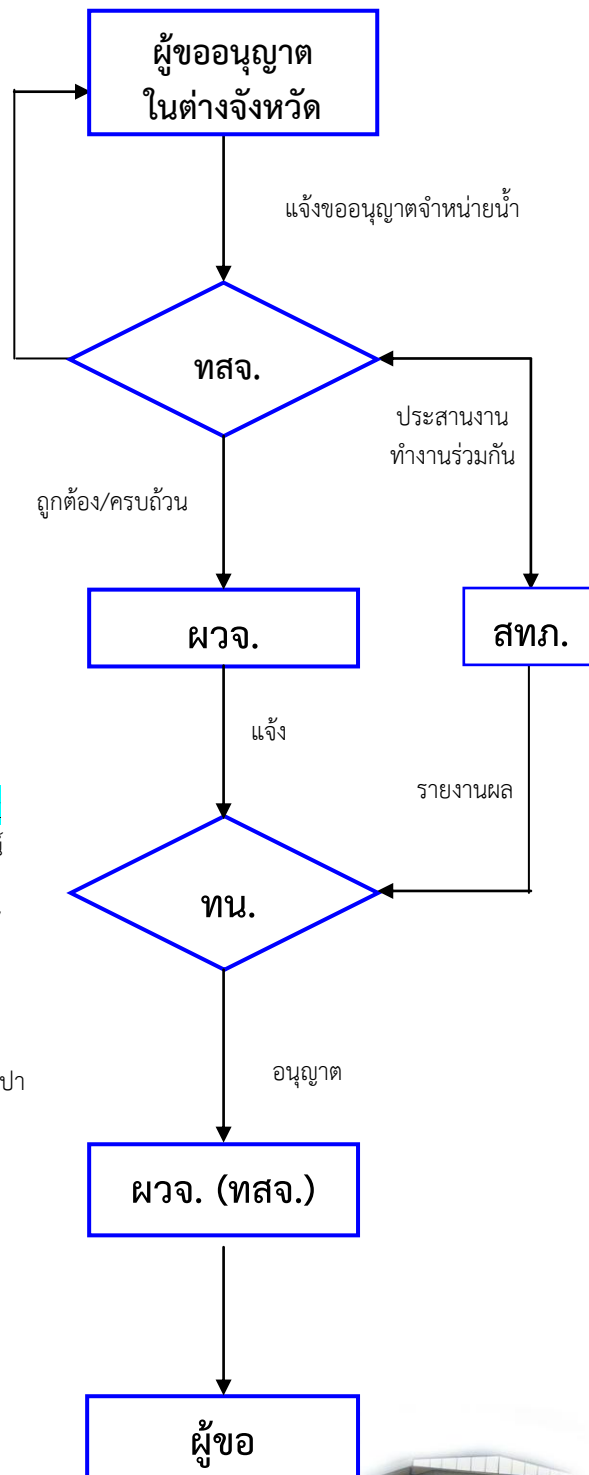 ผู้ขออนุญาต
ในต่างจังหวัด
แจ้งขออนุญาตจำหน่ายน้ำ
ทสจ.
ประสานงาน
ทำงานร่วมกัน
ถูกต้อง/ครบถ้วน
ผวจ.
สทภ.
แจ้ง
รายงานผล
ทน.
อนุญาต
ผวจ. (ทสจ.)
ผู้ขอ